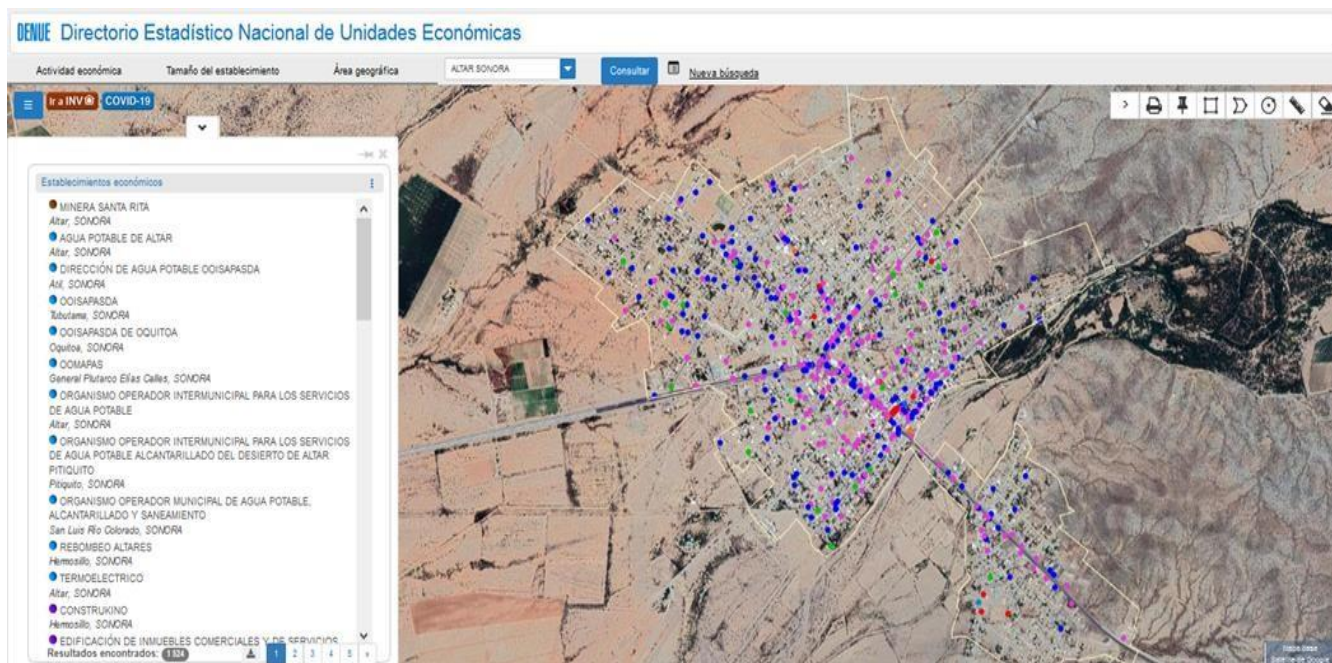 DENUE Directorio Estadístico Nacional de Unidades Económicas
Actividad económica Tamaño del establecimiento Área geográfica ALTAR SONORA Consultar Nueva búsqueda
Ir a INV COVID-19
Establecimientos económicos
MINERA SANTA RITA
Altar, SONORA
AGUA POTABLE DE ALTAR
Altar, SONORA
DIRECCIÓN DE AGUA POTABLE OOISAPASDA
Atil, SONORA
OOISAPASDA
Tubutama, SONORA
OOISAPASDA DE OQUITOA
Oquitoa, SONORA
OOMAPAS
General Plutarco Elías Calles, SONORA
ORGANISMO OPERADOR INTERMUNICIPAL PARA LOS SERVICIOS
DE AGUA POTABLE
Altar, SONORA
ORGANISMO OPERADOR INTERMUNICIPAL PARA LOS SERVICIOS
DE AGUA POTABLE ALCANTARILLADO DEL DESIERTO DE ALTAR
PITIQUITO
Pitiquito, SONORA
ORGANISMO OPERADOR MUNICIPAL DE AGUA POTABLE,
ALCANTARILLADO Y SANEAMIENTO
San Luis Río Colorado, SONORA
REBOMBEO ALTARES
Hermosillo, SONORA
TERMOELECTRICO
Altar, SONORA
CONSTRUKINO
Hermosillo, SONORA
EDIFICACIÓN DE INMUEBLES COMERCIALES Y DE SERVICIOS
Resultados encontrados: 1 324 1 2 3 4 5 »